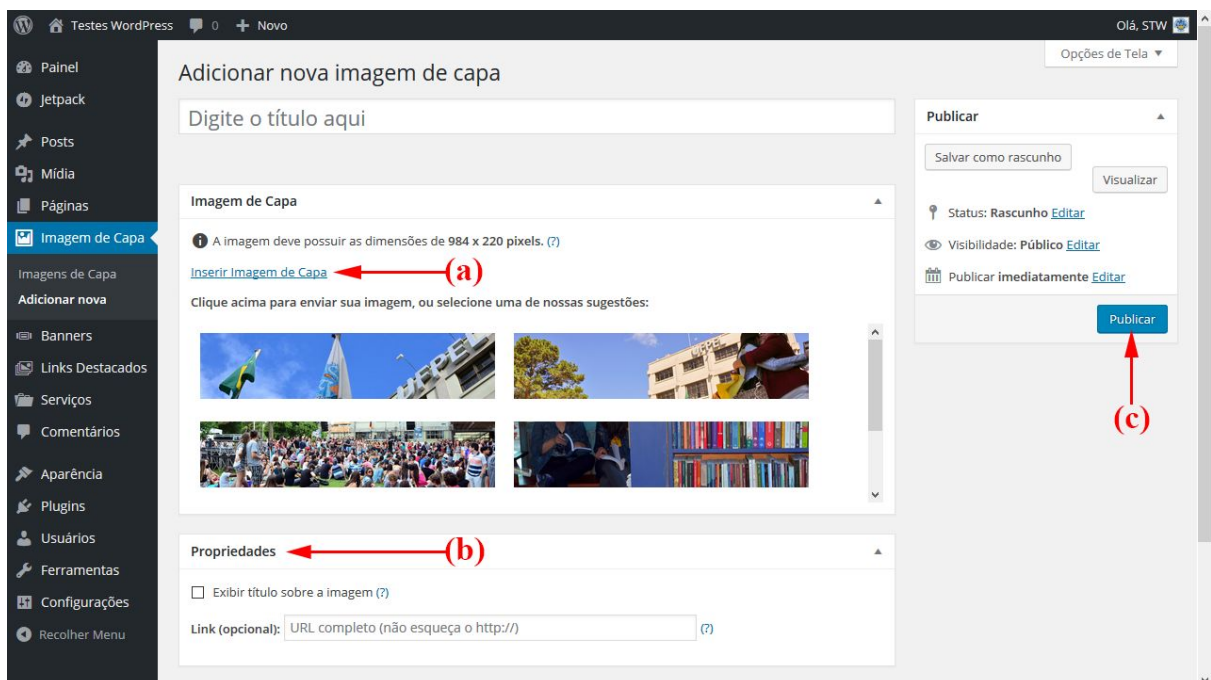 Testes WordPress 0 + Novo Olá, STW
Opções de Tela ▼
Painel
Jetpack
Posts
Mídia
Páginas
Imagem de Capa
Imagens de Capa
Adicionar nova
Banners
Links Destacados
Serviços
Comentários
Aparência
Plugins
Usuários
Ferramentas
Configurações
Recolher Menu
Adicionar nova imagem de capa
Digite o título aqui
Imagem de Capa
A imagem deve possuir as dimensões de 984 x 220 pixels. (?)
Inserir Imagem de Capa (a)
Clique acima para enviar sua imagem, ou selecione uma de nossas sugestões:
UFPEL
UFPEL
Propriedades (b)
Exibir título sobre a imagem (?)
Link (opcional): URL completo (não esqueça o http://) (?)
Publicar
Salvar como rascunho
Visualizar
Status: Rascunho Editar
Visibilidade: Público Editar
Publicar imediatamente Editar
Publicar
(c)